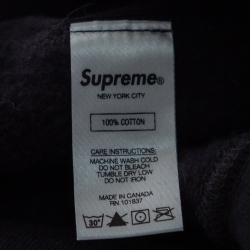 Supreme®
NEW YORK CITY
100% COTTON
CARE INSTRUCTIONS:
MACHINE WASH COLD
DO NOT BLEACH
TUMBLE DRY LOW
DO NOT IRON
MADE IN CANADA
RN 101837
30°